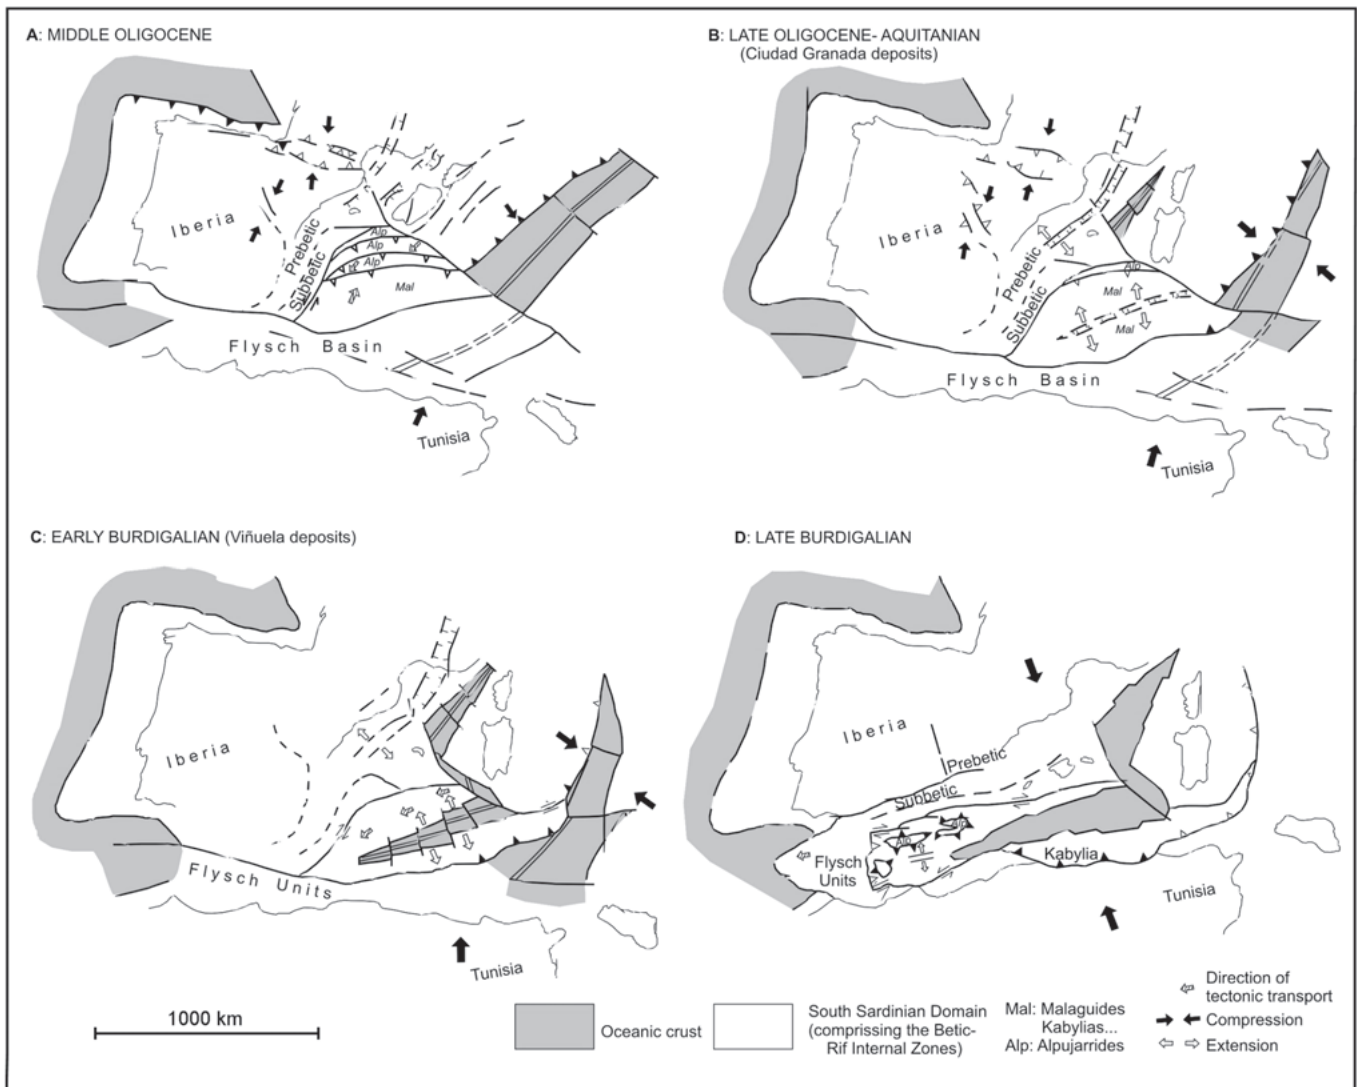 A: MIDDLE OLIGOCENE
Iberia
Prebetic
Subbetic
Alp
Alp
Alp
Mal
Flysch Basin
Tunisia
B: LATE OLIGOCENE- AQUITANIAN
(Ciudad Granada deposits)
Iberia
Prebetic
Subbetic
Alp
Mal
Mal
Flysch Basin
Tunisia
C: EARLY BURDIGALIAN (Viñuela deposits)
Iberia
Flysch Units
Tunisia
D: LATE BURDIGALIAN
Iberia
Prebetic
Subbetic
Alp
Alp
Flysch
Units
Kabylia
Tunisia
1000 km
Oceanic crust
South Sardinian Domain
(comprissing the Betic-
Rif Internal Zones)
Mal: Malaguides
Kabylias...
Alp: Alpujarrides
Direction of
tectonic transport
Compression
Extension